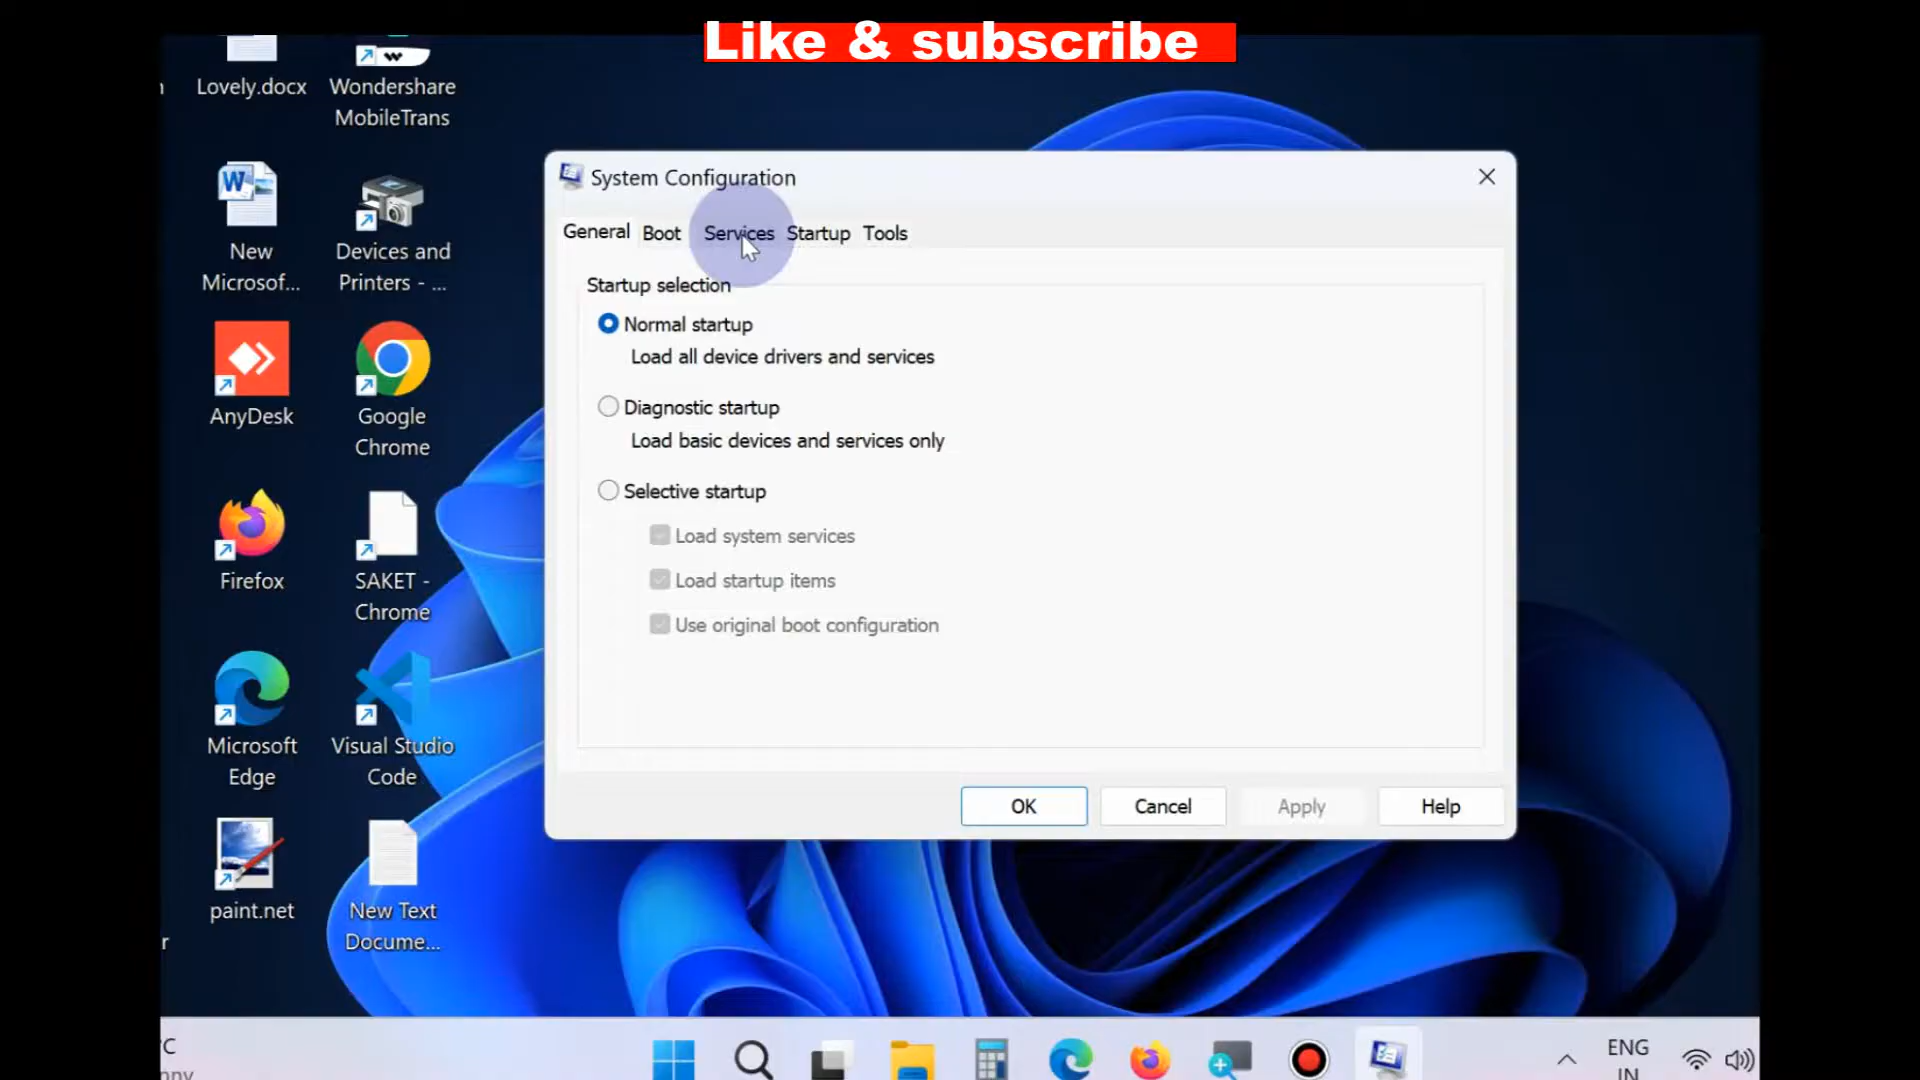 Like & subscribe
Lovely.docx
Wondershare
MobileTrans
New
Microsof...
Devices and
Printers - ...
AnyDesk
Google
Chrome
Firefox
SAKET -
Chrome
Microsoft
Edge
Visual Studio
Code
paint.net
New Text
Docume...
System Configuration
General
Boot
Services
Startup
Tools
Startup selection
Normal startup
Load all device drivers and services
Diagnostic startup
Load basic devices and services only
Selective startup
Load system services
Load startup items
Use original boot configuration
OK
Cancel
Apply
Help
ENG
IN